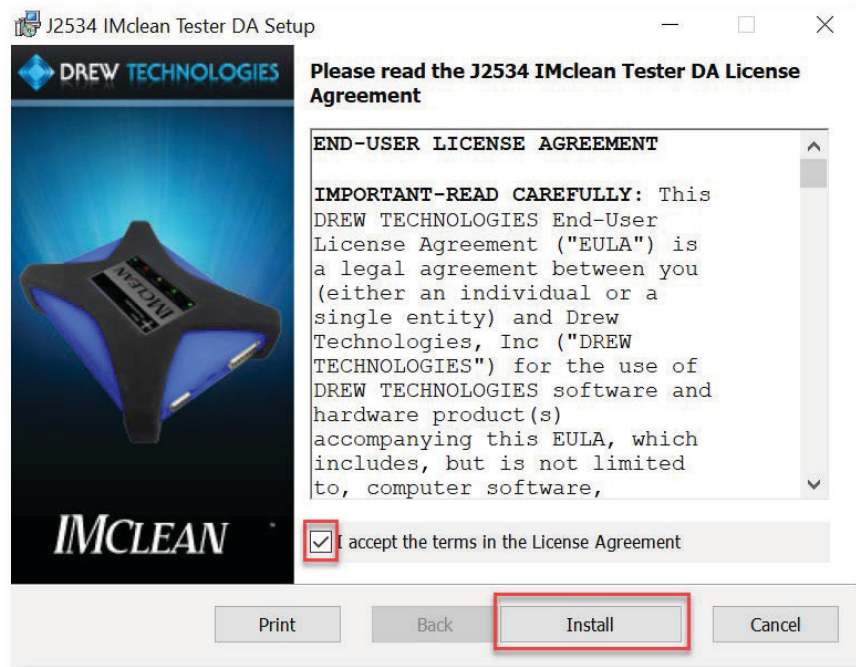 J2534 IMclean Tester DA Setup
DREW TECHNOLOGIES
Please read the J2534 IMclean Tester DA License
Agreement
END-USER LICENSE AGREEMENT
IMPORTANT-READ CAREFULLY: This
DREW TECHNOLOGIES End-User
License Agreement ("EULA") is
a legal agreement between you
(either an individual or a
single entity) and Drew
Technologies, Inc ("DREW
TECHNOLOGIES") for the use of
DREW TECHNOLOGIES software and
hardware product(s)
accompanying this EULA, which
includes, but is not limited
to, computer software,
IMCLEAN
IMCLEAN
I accept the terms in the License Agreement
Print
Back
Install
Cancel